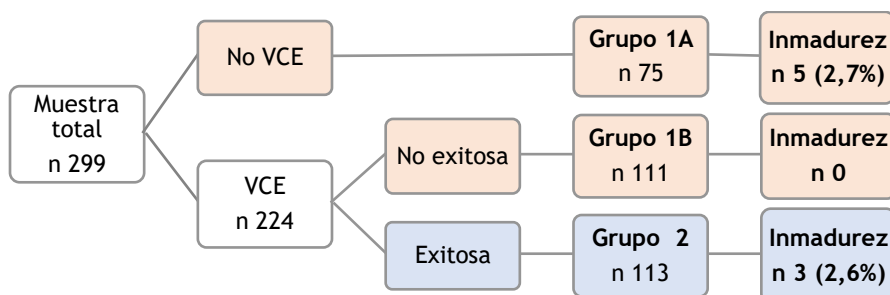 Muestra
total
n 299
No VCE
Grupo 1A
n 75
Inmadurez
n 5 (2,7%)
VCE
n 224
No exitosa
Grupo 1B
n 111
Inmadurez
n 0
Exitosa
Grupo 2
n 113
Inmadurez
n 3 (2,6%)